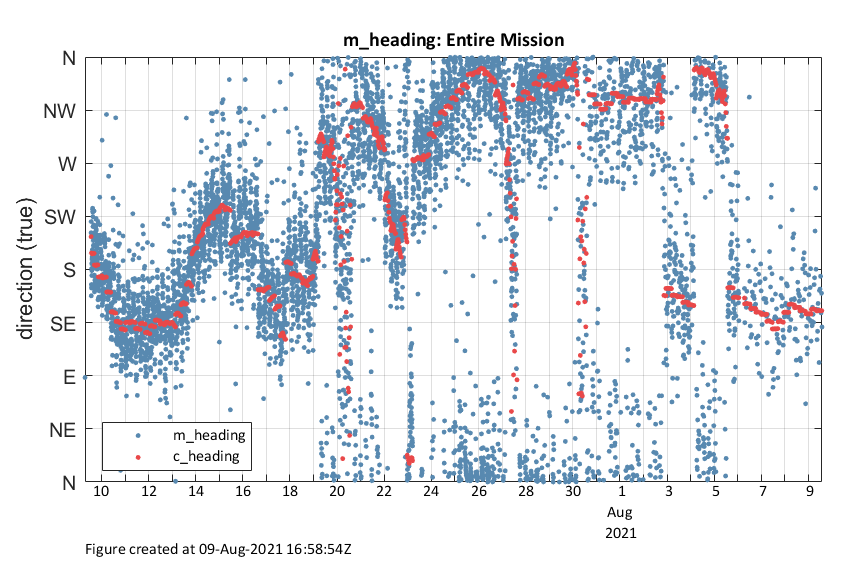 m_heading: Entire Mission
direction (true)
N
NW
W
SW
S
SE
E
NE
N
m_heading
c_heading
10 12 14 16 18 20 22 24 26 28 30 1 3 5 7 9
Aug
2021
Figure created at 09-Aug-2021 16:58:54Z